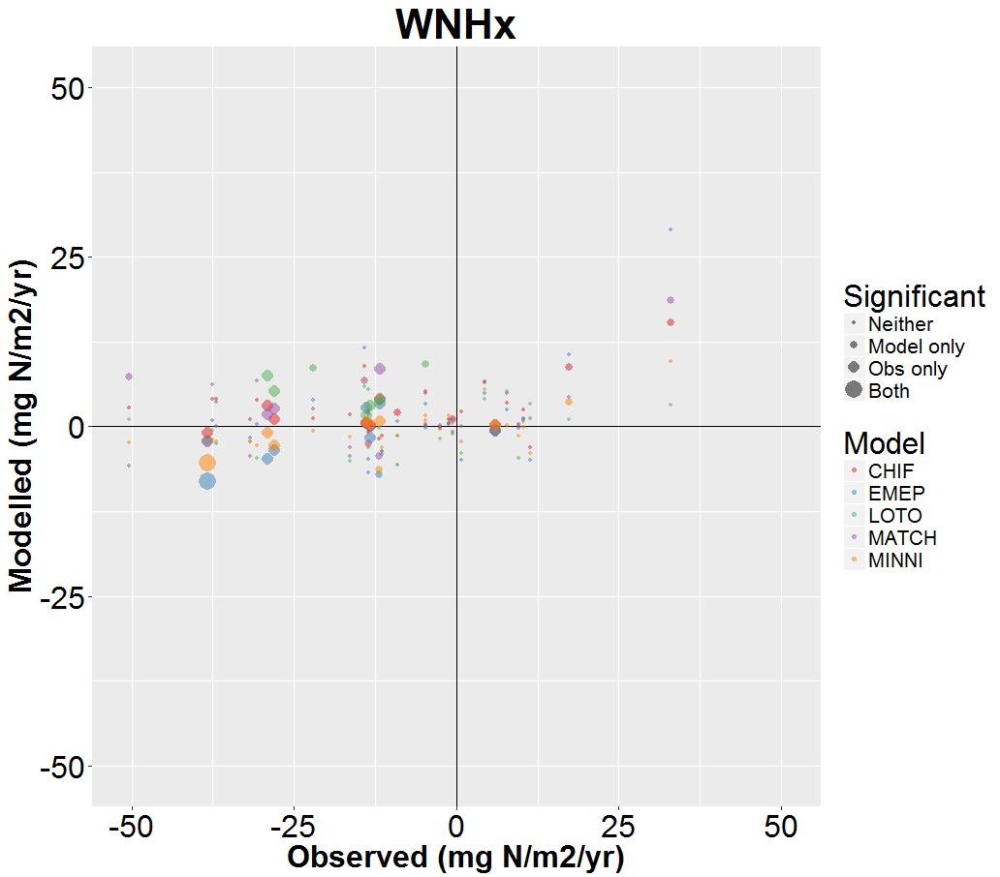 WNHx
50
25
0
-25
-50
Modelled (mg N/m2/yr)
-50
-25
0
25
50
Observed (mg N/m2/yr)
Significant
Neither
Model only
Obs only
Both
Model
CHIF
EMEP
LOTO
MATCH
MINNI